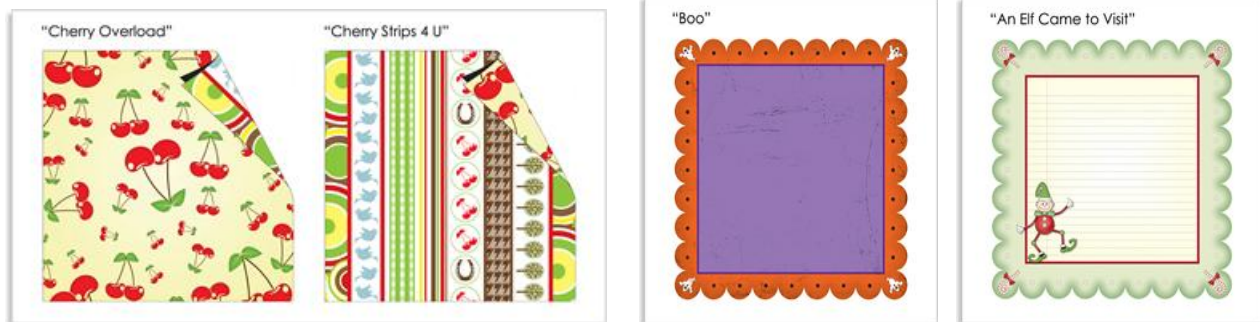 “Cherry Overload”
“Cherry Strips 4 U”
“Boo”
“An Elf Came to Visit”